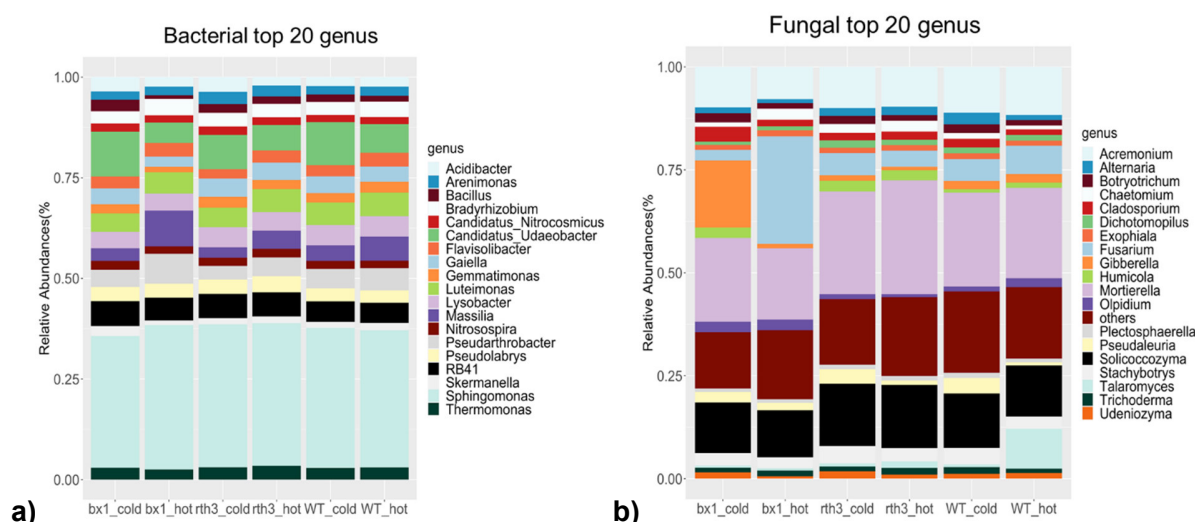 Bacterial top 20 genus
Relative Abundances(%
1.00
0.75
0.50
0.25
0.00
bx1_cold bx1_hot rth3_cold rth3_hot WT_cold WT_hot
genus
Acidibacter
Arenimonas
Bacillus
Bradyrhizobium
Candidatus_Nitrocosmicus
Candidatus_Udaeobacter
Flavisolibacter
Gaiella
Gemmatimonas
Luteimonas
Lysobacter
Massilia
Nitrosospira
Pseudarthrobacter
Pseudolabrys
RB41
Skermanella
Sphingomonas
Thermomonas
a)
Fungal top 20 genus
Relative Abundances(%
1.00
0.75
0.50
0.25
0.00
bx1_cold bx1_hot rth3_cold rth3_hot WT_cold WT_hot
genus
Acremonium
Alternaria
Botryotrichum
Chaetomium
Cladosporium
Dichotomopilus
Exophiala
Fusarium
Gibberella
Humicola
Mortierella
Olpidium
others
Plectosphaerella
Pseudaleuria
Solicoccozyma
Stachybotrys
Talaromyces
Trichoderma
Udeniozyma
b)